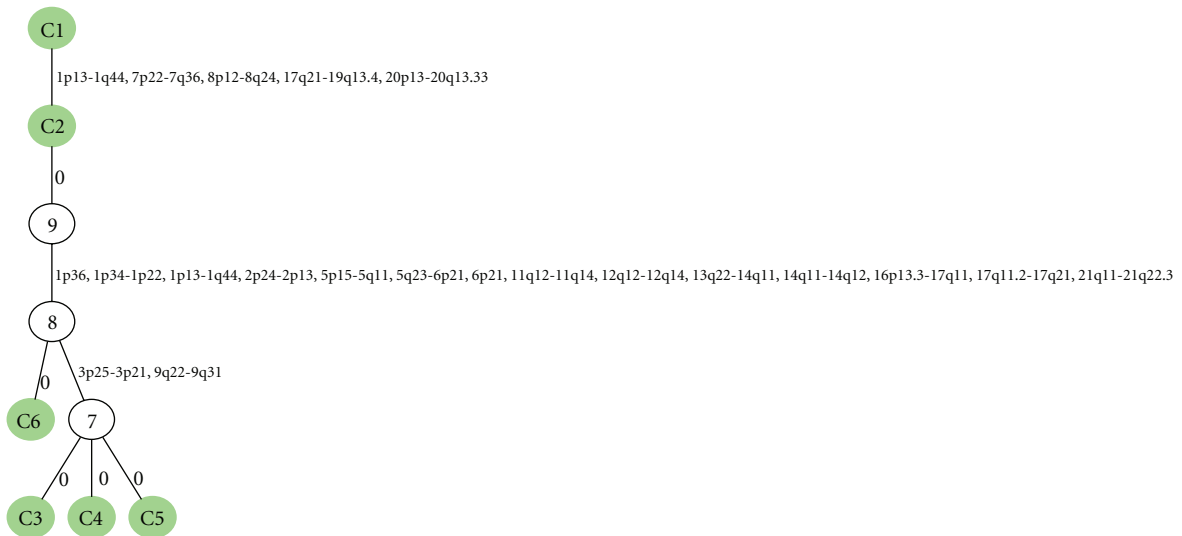 C1
1p13-1q44, 7p22-7q36, 8p12-8q24, 17q21-19q13.4, 20p13-20q13.33
C2
0
9
1p36, 1p34-1p22, 1p13-1q44, 2p24-2p13, 5p15-5q11, 5q23-6p21, 6p21, 11q12-11q14, 12q12-12q14, 13q22-14q11, 14q11-14q12, 16p13.3-17q11, 17q11.2-17q21, 21q11-21q22.3
8
3p25-3p21, 9q22-9q31
0
C6 7
0 0 0
C3 C4 C5